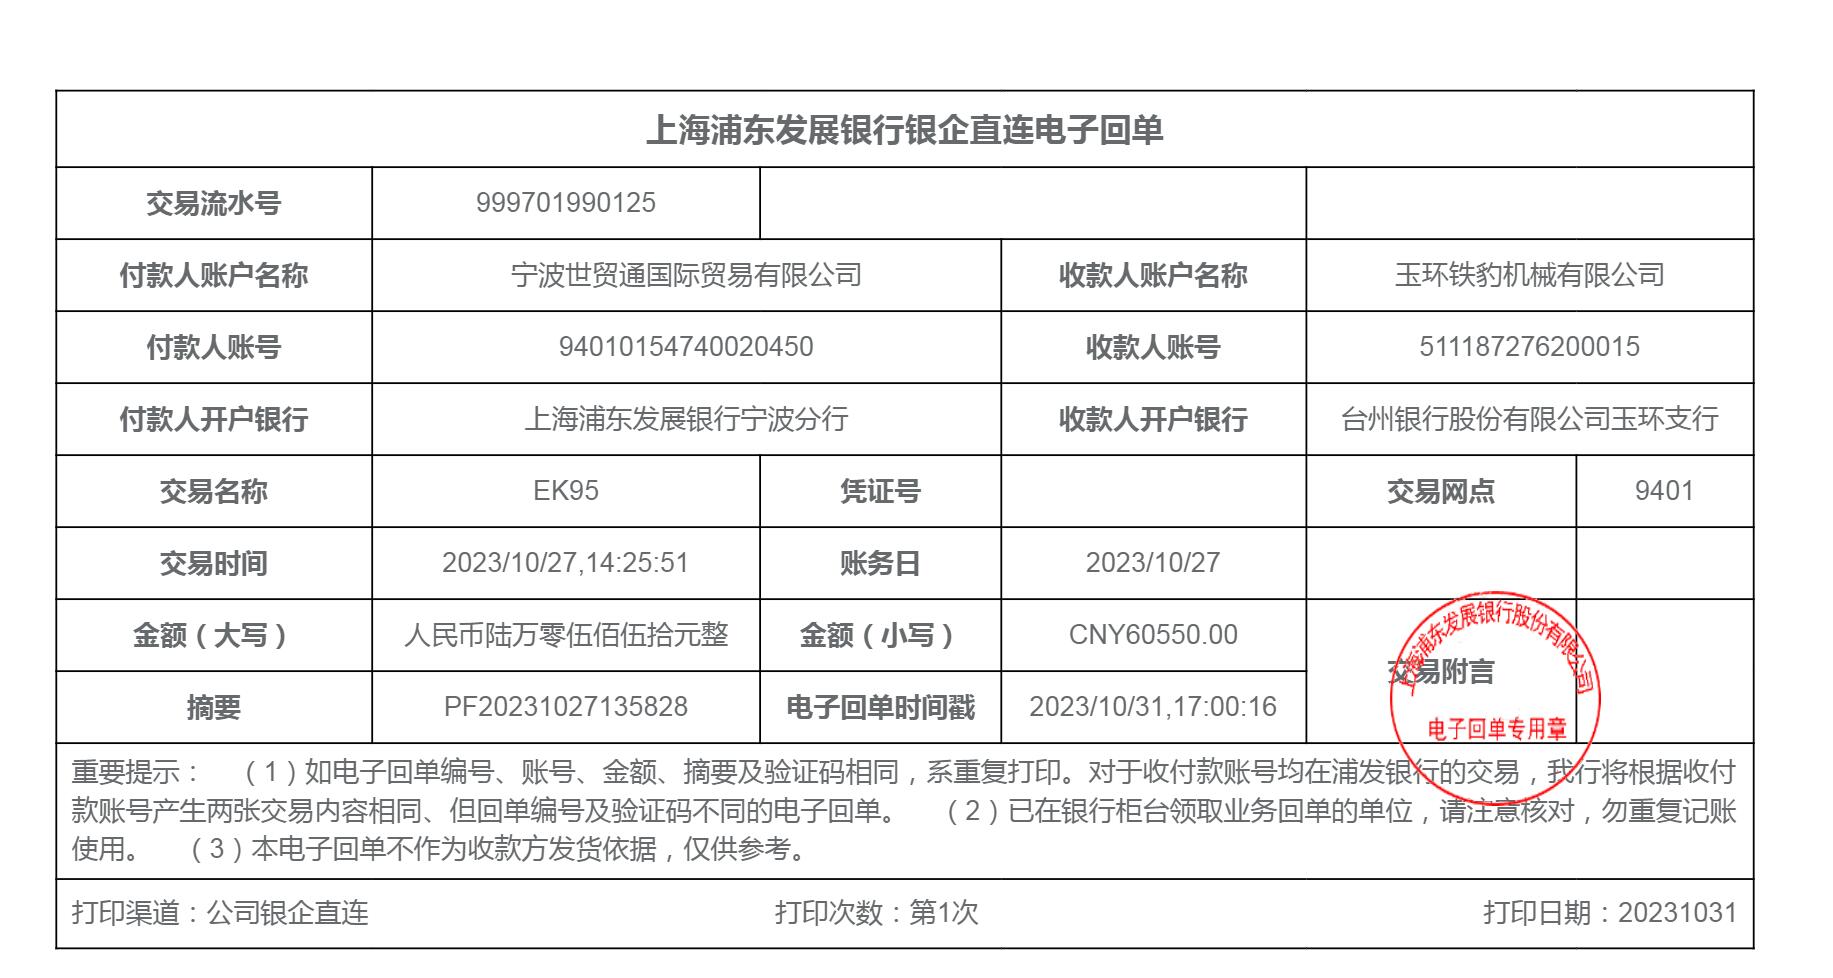 上海浦东发展银行银企直连电子回单
交易流水号 999701990125
付款人账户名称 宁波世贸通国际贸易有限公司 收款人账户名称 玉环铁豹机械有限公司
付款人账号 94010154740020450 收款人账号 511187276200015
付款人开户银行 上海浦东发展银行宁波分行 收款人开户银行 台州银行股份有限公司玉环支行
交易名称 EK95 凭证号 交易网点 9401
交易时间 2023/10/27,14:25:51 账务日 2023/10/27
金额（大写） 人民币陆万零伍佰伍拾元整 金额（小写） CNY60550.00
交易附言
摘要 PF20231027135828 电子回单时间戳 2023/10/31,17:00:16
上海浦东发展银行股份有限公司
电子回单专用章
重要提示： （1）如电子回单编号、账号、金额、摘要及验证码相同，系重复打印。对于收付款账号均在浦发银行的交易，我行将根据收付
款账号产生两张交易内容相同、但回单编号及验证码不同的电子回单。 （2）已在银行柜台领取业务回单的单位，请注意核对，勿重复记账
使用。 （3）本电子回单不作为收款方发货依据，仅供参考。
打印渠道：公司银企直连 打印次数：第1次 打印日期：20231031